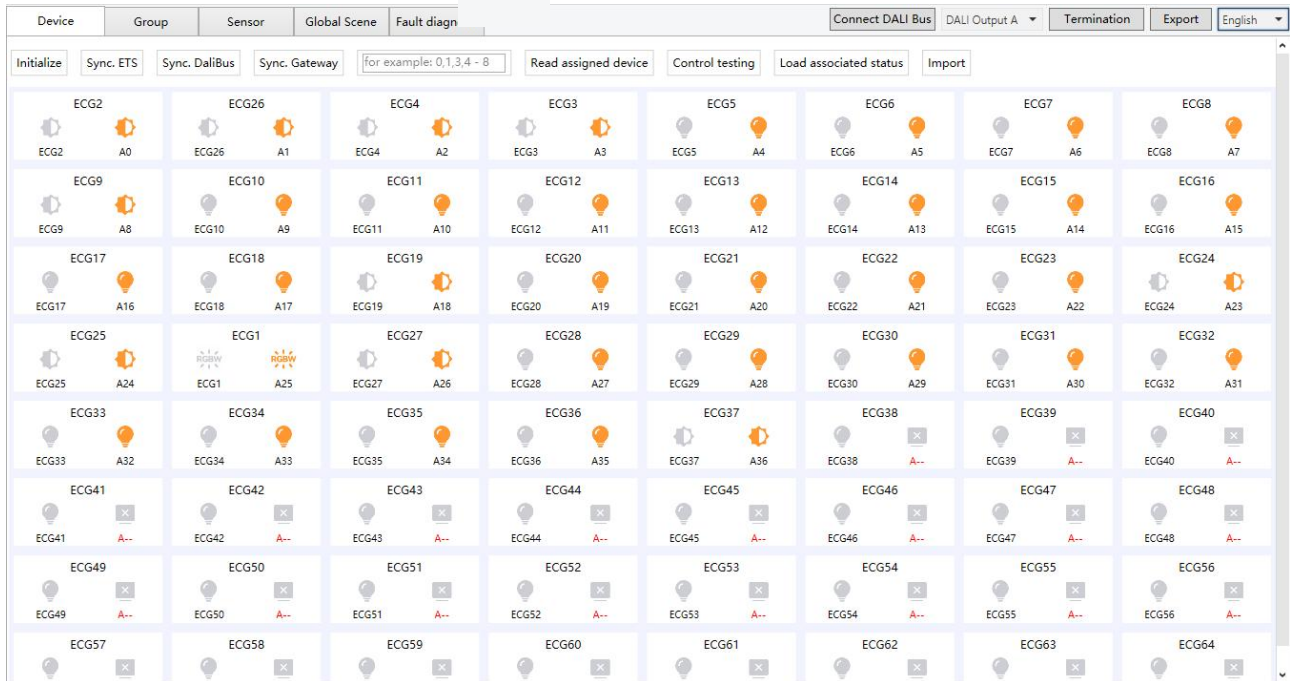 Device Group Sensor Global Scene Fault diagn Connect DALI Bus DALI Output A Termination Export English
Initialize Sync. ETS Sync. DaliBus Sync. Gateway for example: 0,1,3,4 - 8 Read assigned device Control testing Load associated status Import
ECG2 ECG26 ECG4 ECG3 ECG5 ECG6 ECG7 ECG8
ECG2 A0 ECG26 A1 ECG4 A2 ECG3 A3 ECG5 A4 ECG6 A5 ECG7 A6 ECG8 A7
ECG9 ECG10 ECG11 ECG12 ECG13 ECG14 ECG15 ECG16
ECG9 A8 ECG10 A9 ECG11 A10 ECG12 A11 ECG13 A12 ECG14 A13 ECG15 A14 ECG16 A15
ECG17 ECG18 ECG19 ECG20 ECG21 ECG22 ECG23 ECG24
ECG17 A16 ECG18 A17 ECG19 A18 ECG20 A19 ECG21 A20 ECG22 A21 ECG23 A22 ECG24 A23
ECG25 ECG1 ECG27 ECG28 ECG29 ECG30 ECG31 ECG32
RGBW RGBW
ECG25 A24 ECG1 A25 ECG27 A26 ECG28 A27 ECG29 A28 ECG30 A29 ECG31 A30 ECG32 A31
ECG33 ECG34 ECG35 ECG36 ECG37 ECG38 ECG39 ECG40
ECG33 A32 ECG34 A33 ECG35 A34 ECG36 A35 ECG37 A36 ECG38 A-- ECG39 A-- ECG40 A--
ECG41 ECG42 ECG43 ECG44 ECG45 ECG46 ECG47 ECG48
ECG41 A-- ECG42 A-- ECG43 A-- ECG44 A-- ECG45 A-- ECG46 A-- ECG47 A-- ECG48 A--
ECG49 ECG50 ECG51 ECG52 ECG53 ECG54 ECG55 ECG56
ECG49 A-- ECG50 A-- ECG51 A-- ECG52 A-- ECG53 A-- ECG54 A-- ECG55 A-- ECG56 A--
ECG57 ECG58 ECG59 ECG60 ECG61 ECG62 ECG63 ECG64